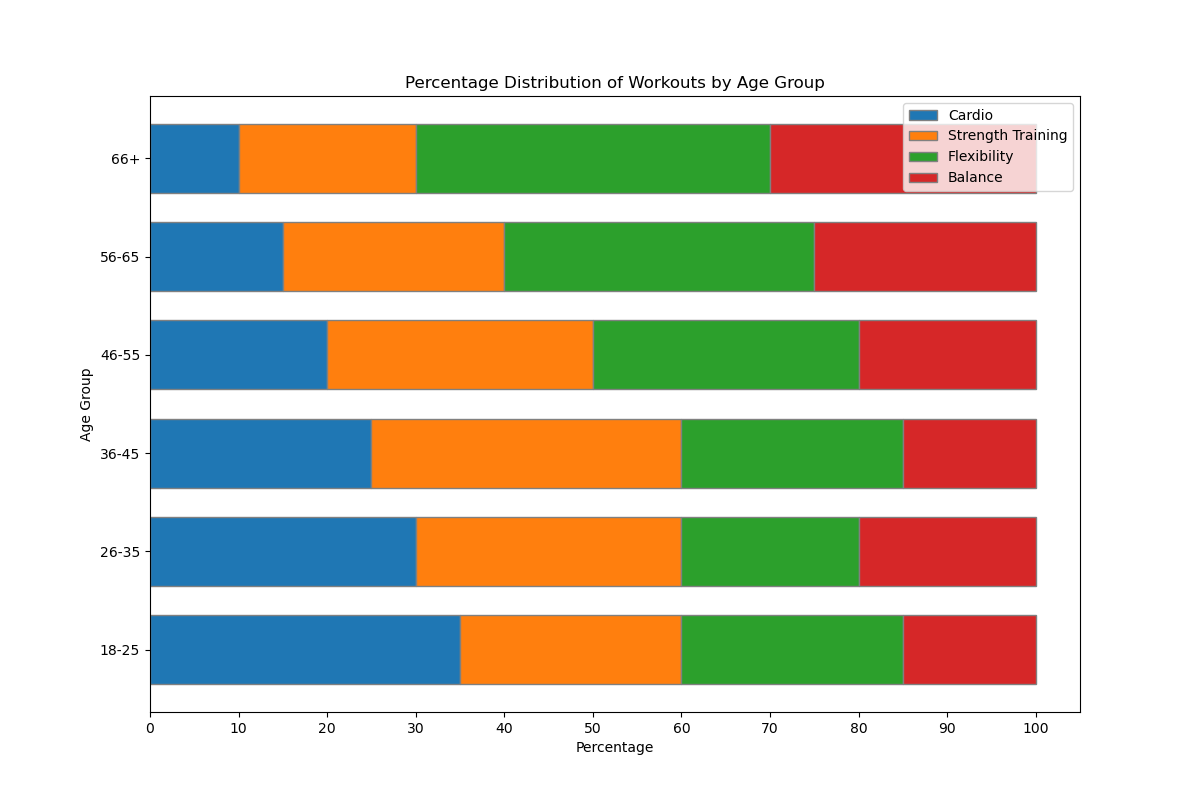 Percentage Distribution of Workouts by Age Group
Cardio
Strength Training
Flexibility
Balance
66+
56-65
46-55
36-45
26-35
18-25
Age Group
0 10 20 30 40 50 60 70 80 90 100
Percentage